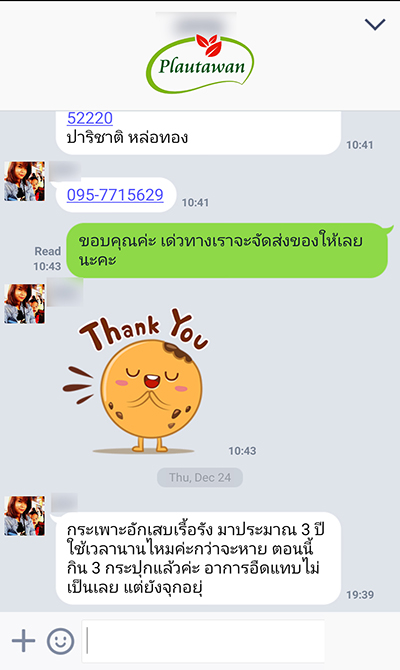 Plautawan
52220
ปาริชาติ หล่อทอง
10:41
095-7715629
10:41
ขอบคุณค่ะ เด่วทางเราจะจัดส่งของให้เลย
นะคะ
Read
10:43
Thank You
10:43
Thu, Dec 24
กระเพาะอักเสบเรื้อรัง มาประมาณ 3 ปี
ใช้เวลานานไหมค่ะกว่าจะหาย ตอนนี้
กิน 3 กระปุกแล้วค่ะ อาการอืดแทบไม่
เป็นเลย แต่ยังจุกอยู่
19:39